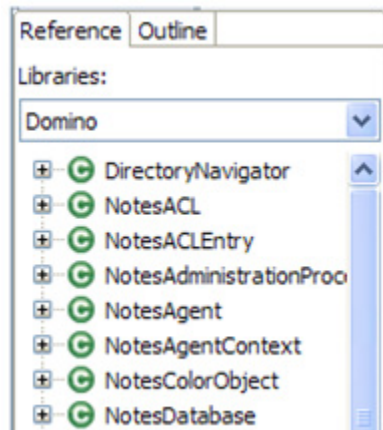 Reference Outline
Libraries:
Domino
DirectoryNavigator
NotesACL
NotesACLEntry
NotesAdministrationProc
NotesAgent
NotesAgentContext
NotesColorObject
NotesDatabase